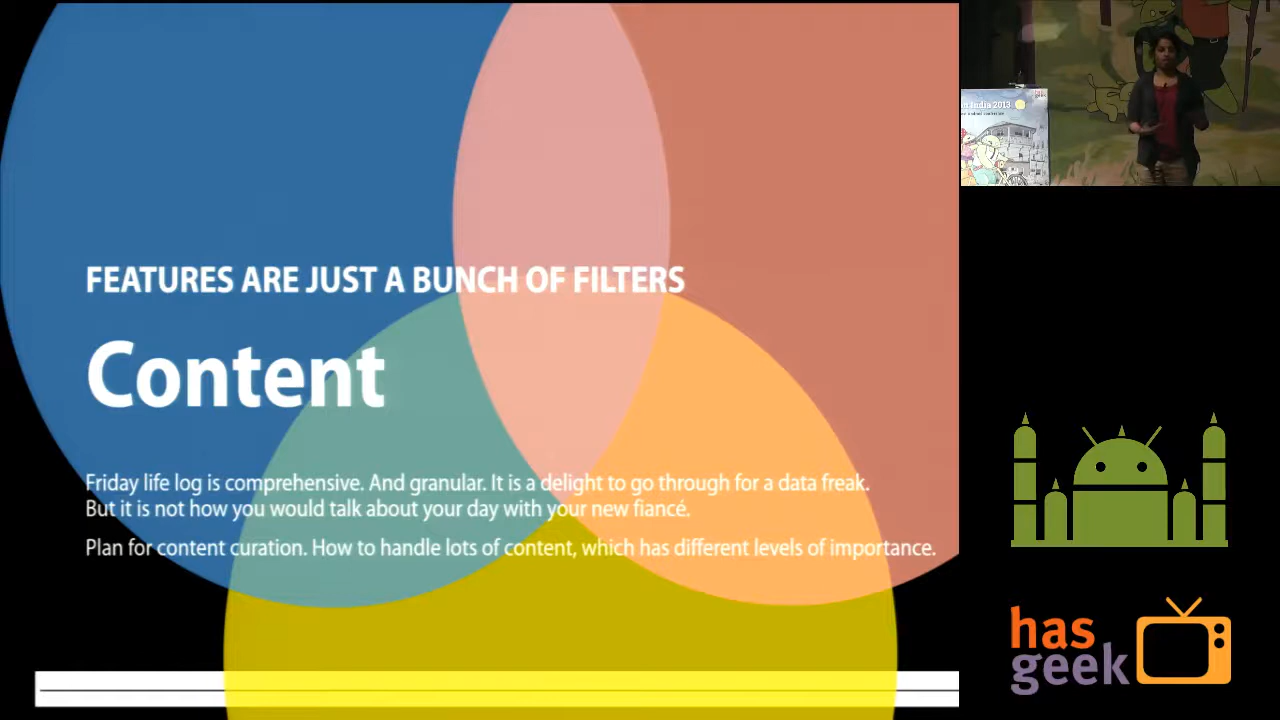 FEATURES ARE JUST A BUNCH OF FILTERS
Content
Friday life log is comprehensive. And granular. It is a delight to go through for a data freak.
But it is not how you would talk about your day with your new fiancé.
Plan for content curation. How to handle lots of content, which has different levels of importance.
India 2013
has
geek